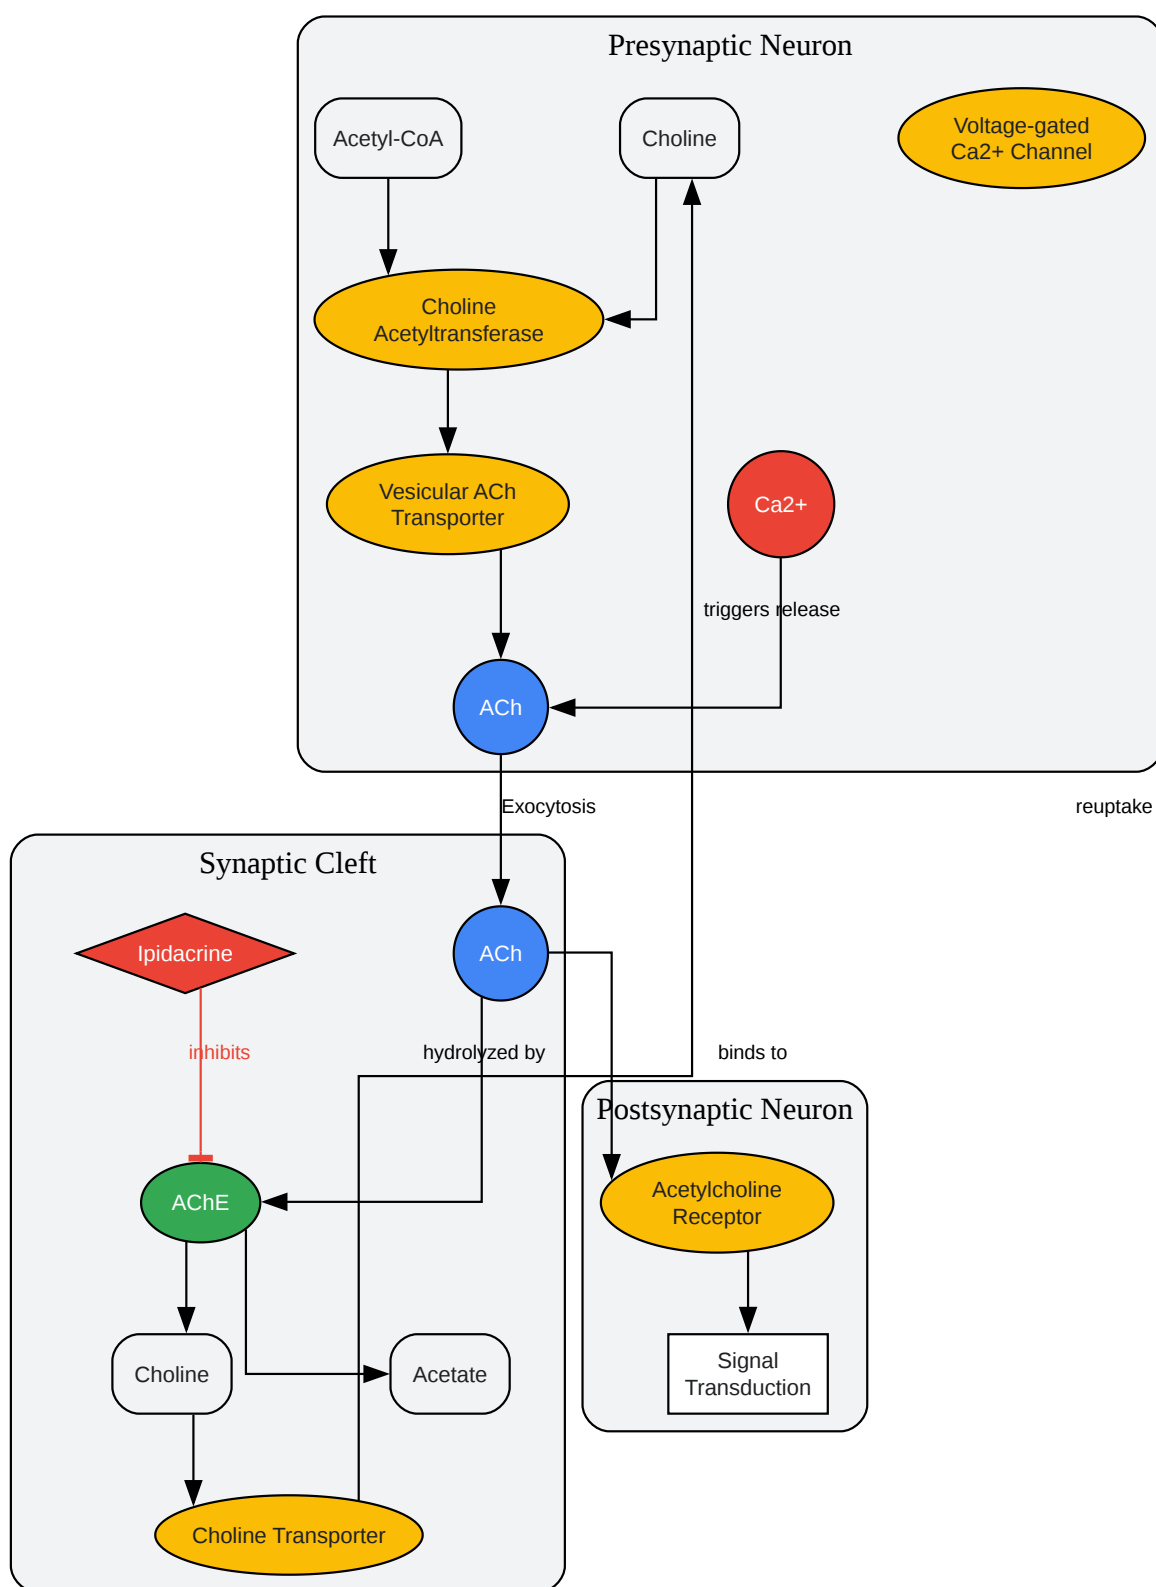 Presynaptic Neuron
Acetyl-CoA
Choline
Voltage-gated
Ca2+ Channel
Choline
Acetyltransferase
Vesicular ACh
Transporter
Ca2+
triggers release
ACh
Exocytosis
reuptake
Synaptic Cleft
Ipidacrine
ACh
inhibits
hydrolyzed by
binds to
Postsynaptic Neuron
AChE
Acetylcholine
Receptor
Choline
Acetate
Signal
Transduction
Choline Transporter